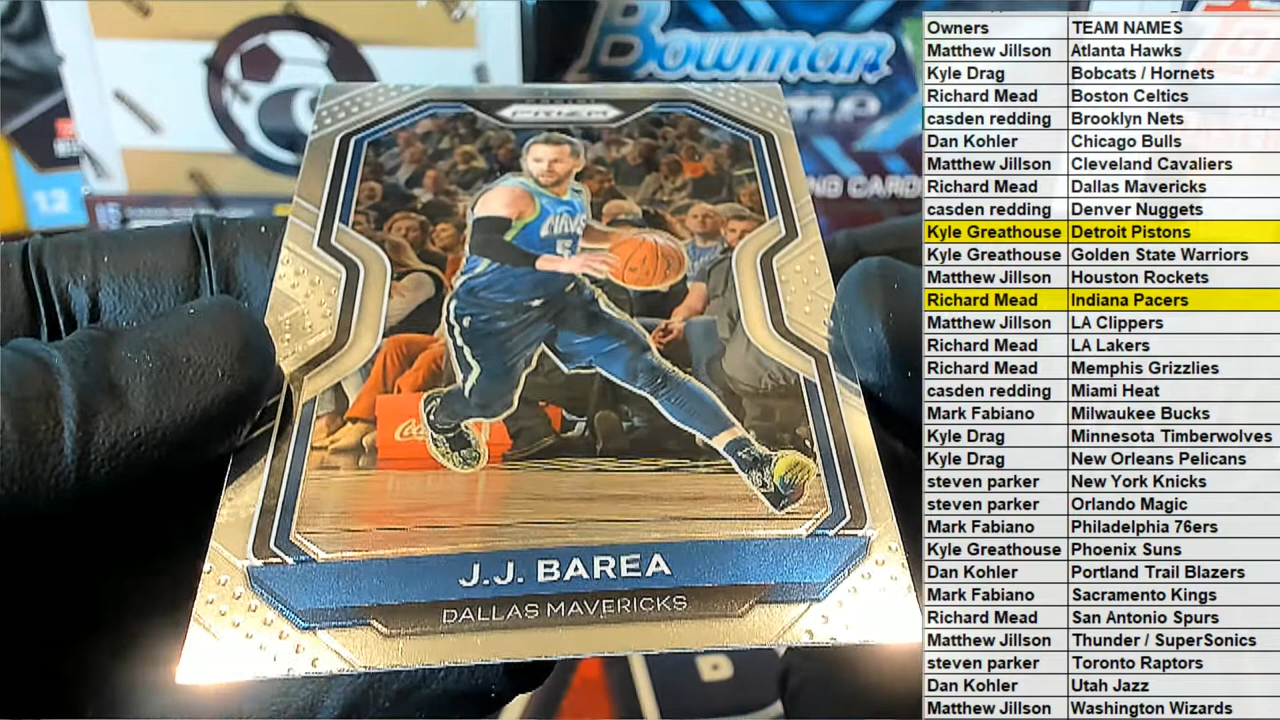 Bowman
12
PANINI
PRIZM
MAVS
5
Coca
J.J. BAREA
DALLAS MAVERICKS
Owners TEAM NAMES
Matthew Jillson Atlanta Hawks
Kyle Drag Bobcats / Hornets
Richard Mead Boston Celtics
casden redding Brooklyn Nets
Dan Kohler Chicago Bulls
Matthew Jillson Cleveland Cavaliers
Richard Mead Dallas Mavericks
casden redding Denver Nuggets
Kyle Greathouse Detroit Pistons
Kyle Greathouse Golden State Warriors
Matthew Jillson Houston Rockets
Richard Mead Indiana Pacers
Matthew Jillson LA Clippers
Richard Mead LA Lakers
Richard Mead Memphis Grizzlies
casden redding Miami Heat
Mark Fabiano Milwaukee Bucks
Kyle Drag Minnesota Timberwolves
Kyle Drag New Orleans Pelicans
steven parker New York Knicks
steven parker Orlando Magic
Mark Fabiano Philadelphia 76ers
Kyle Greathouse Phoenix Suns
Dan Kohler Portland Trail Blazers
Mark Fabiano Sacramento Kings
Richard Mead San Antonio Spurs
Matthew Jillson Thunder / SuperSonics
steven parker Toronto Raptors
Dan Kohler Utah Jazz
Matthew Jillson Washington Wizards